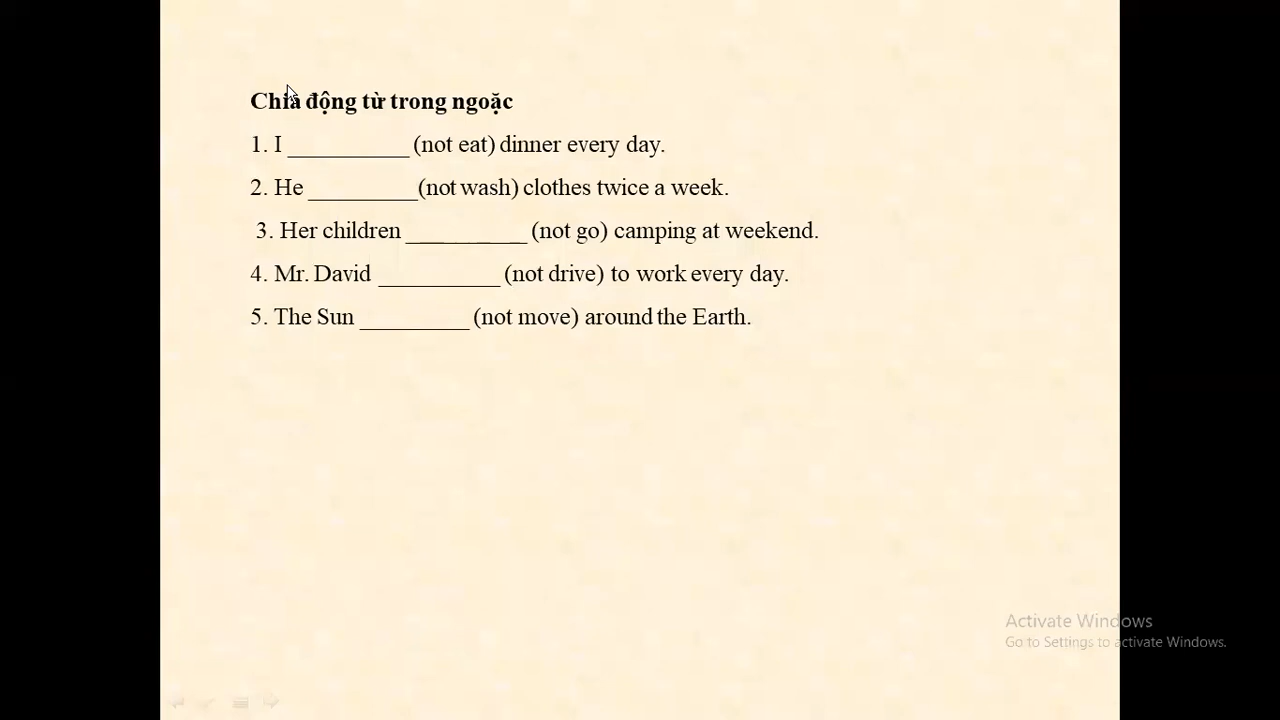 Chia động từ trong ngoặc
1. I __________ (not eat) dinner every day.
2. He _________(not wash) clothes twice a week.
3. Her children __________ (not go) camping at weekend.
4. Mr. David __________ (not drive) to work every day.
5. The Sun _________ (not move) around the Earth.
Activate Windows
Go to Settings to activate Windows.